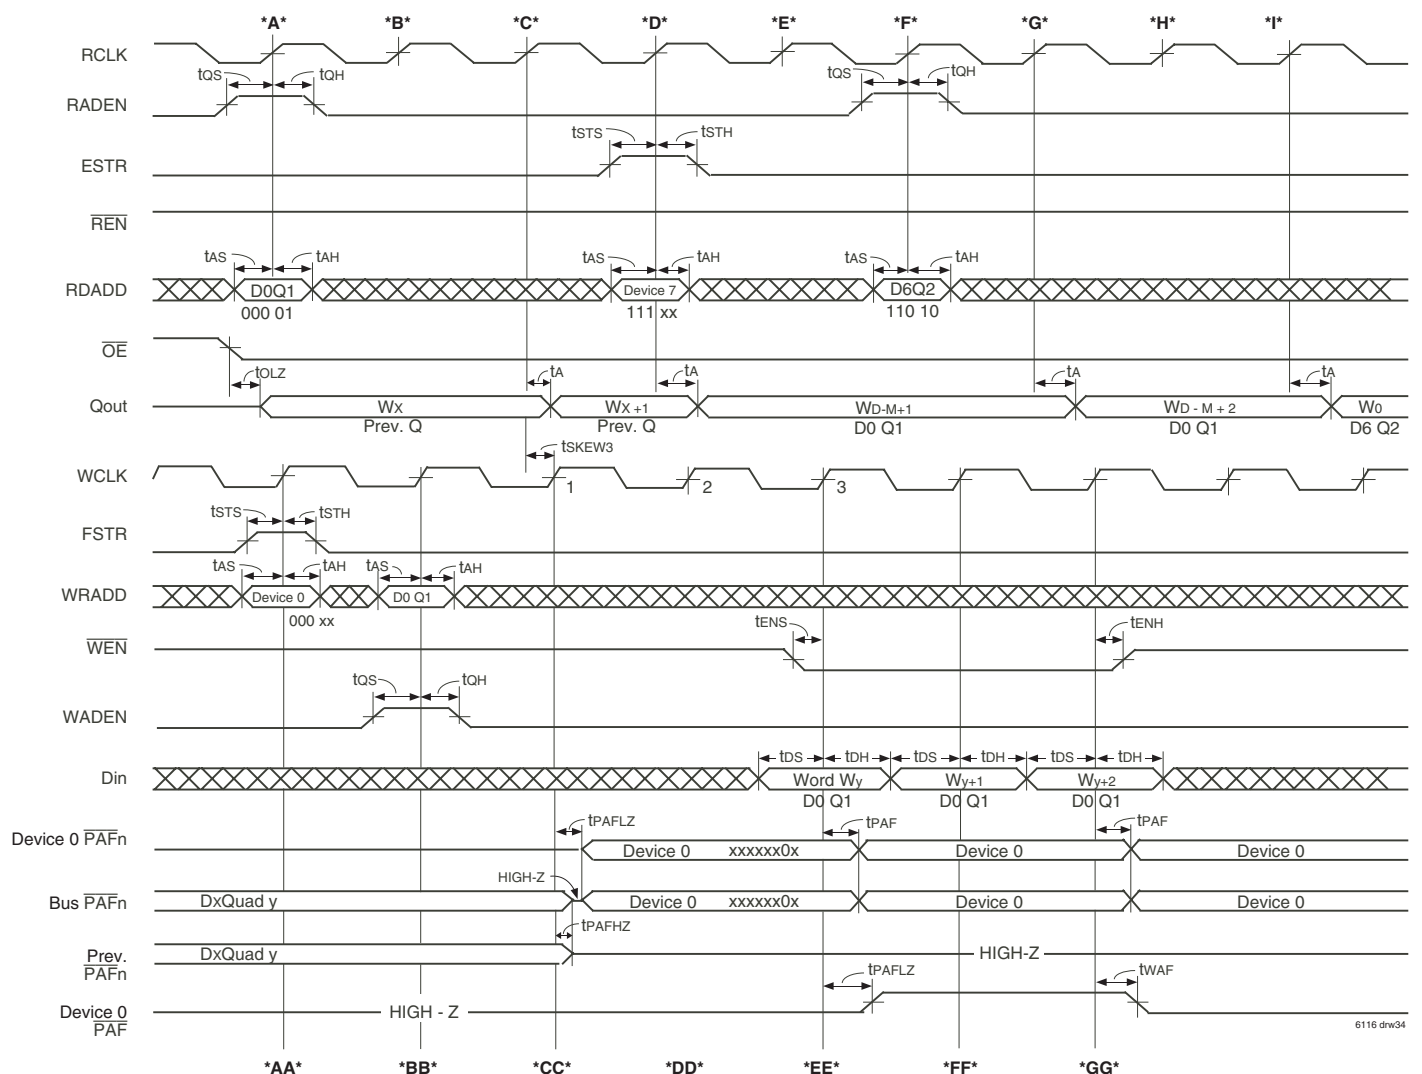 *A* *B* *C* *D* *E* *F* *G* *H* *I*
RCLK
tQS tQH tQS tQH
RADEN
tSTS tSTH
ESTR
REN
tAS tAH tAS tAH tAS tAH
RDADD D0Q1 Device 7 D6Q2
000 01 111 xx 110 10
OE
tOLZ tA tA tA tA
Qout WX WX +1 WD-M+1 WD - M + 2 W0
Prev. Q Prev. Q D0 Q1 D0 Q1 D6 Q2
tSKEW3
WCLK 1 2 3
tSTS tSTH
FSTR
tAS tAH tAS tAH
WRADD Device 0 D0 Q1
000 xx
tENS tENH
WEN
tQS tQH
WADEN
tDS tDH tDS tDH tDS tDH
Din Word Wy Wy+1 Wy+2
D0 Q1 D0 Q1 D0 Q1
tPAFLZ tPAF tPAF
Device 0 PAFn Device 0 xxxxxx0x Device 0 Device 0
HIGH-Z
Bus PAFn DxQuad y Device 0 xxxxxx0x Device 0 Device 0
tPAFHZ
Prev. PAFn DxQuad y HIGH-Z
tPAFLZ tWAF
Device 0 PAF HIGH - Z
6116 drw34
*AA* *BB* *CC* *DD* *EE* *FF* *GG*